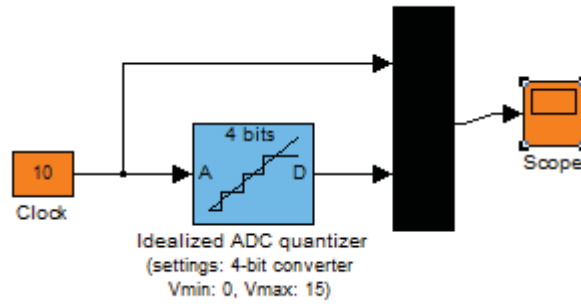 4 bits
10
A
D
Clock
Scope
Idealized ADC quantizer
(settings: 4-bit converter
Vmin: 0, Vmax: 15)